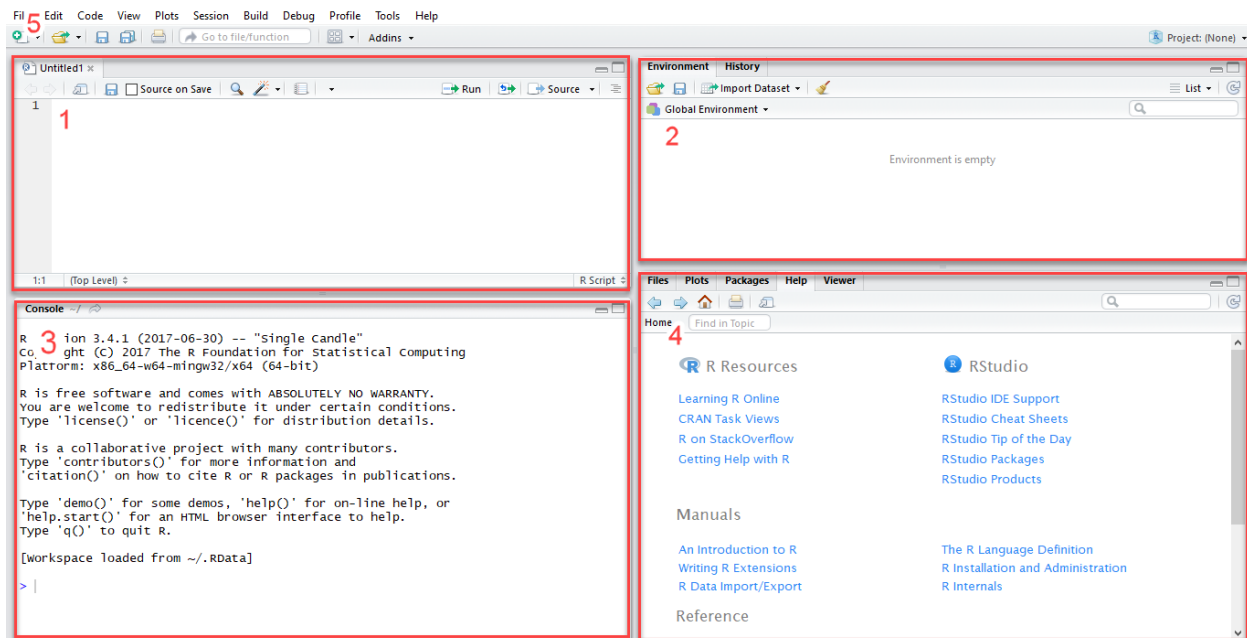 Fil Edit Code View Plots Session Build Debug Profile Tools Help
5
Go to file/function Addins Project: (None)
Untitled1
Source on Save Run Source
1
1
1:1 (Top Level) R Script
Environment History
Import Dataset List
Global Environment
2
Environment is empty
Console ~/
3
R ion 3.4.1 (2017-06-30) -- "Single Candle"
Co ght (C) 2017 The R Foundation for Statistical Computing
Platform: x86_64-w64-mingw32/x64 (64-bit)
R is free software and comes with ABSOLUTELY NO WARRANTY.
You are welcome to redistribute it under certain conditions.
Type 'license()' or 'licence()' for distribution details.
R is a collaborative project with many contributors.
Type 'contributors()' for more information and
'citation()' on how to cite R or R packages in publications.
Type 'demo()' for some demos, 'help()' for on-line help, or
'help.start()' for an HTML browser interface to help.
Type 'q()' to quit R.
[Workspace loaded from ~/.RData]
>
Files Plots Packages Help Viewer
Home Find in Topic
4
R Resources
Learning R Online
CRAN Task Views
R on StackOverflow
Getting Help with R
R RStudio
RStudio IDE Support
RStudio Cheat Sheets
RStudio Tip of the Day
RStudio Packages
RStudio Products
Manuals
An Introduction to R
Writing R Extensions
R Data Import/Export
The R Language Definition
R Installation and Administration
R Internals
Reference